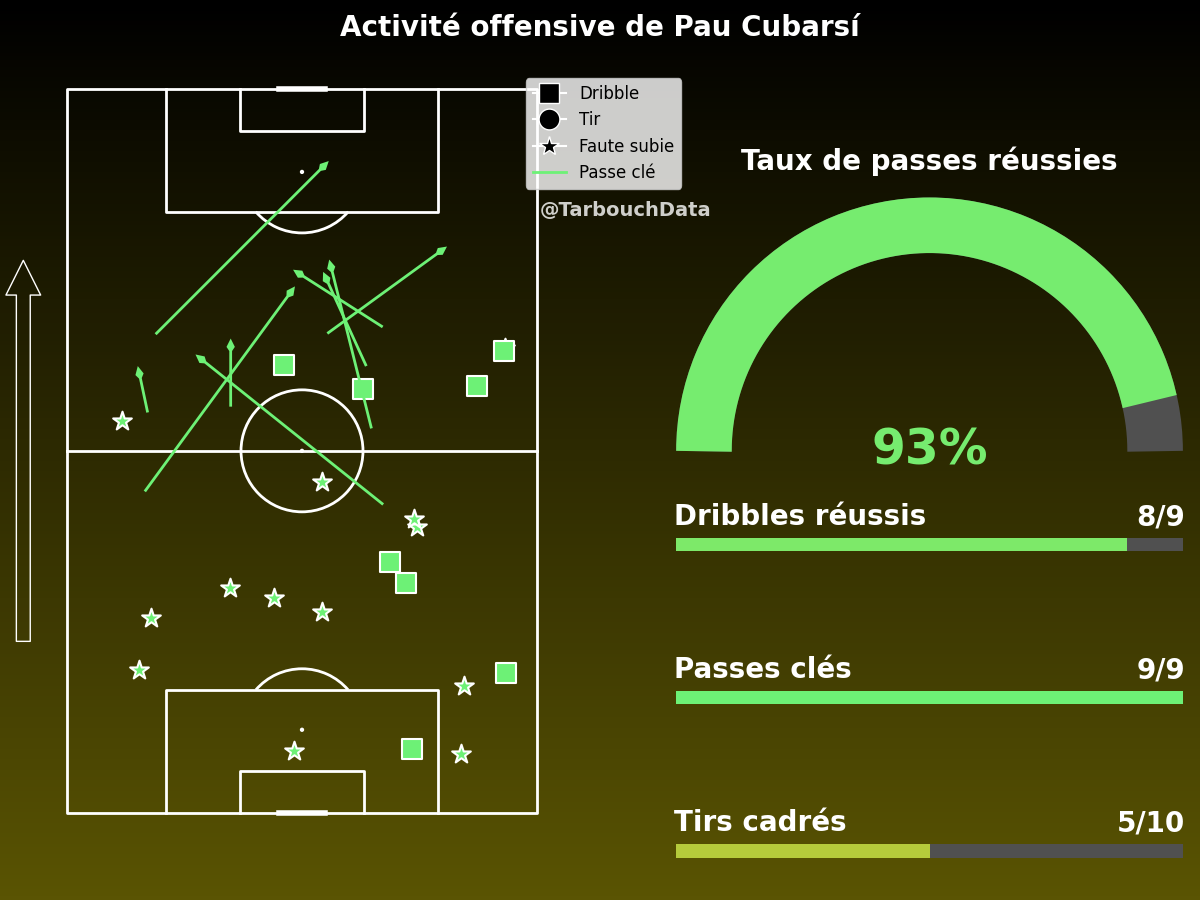 Activité offensive de Pau Cubarsí
Dribble
Tir
Faute subie
Passe clé
@TarbouchData
Taux de passes réussies
93%
Dribbles réussis 8/9
Passes clés 9/9
Tirs cadrés 5/10